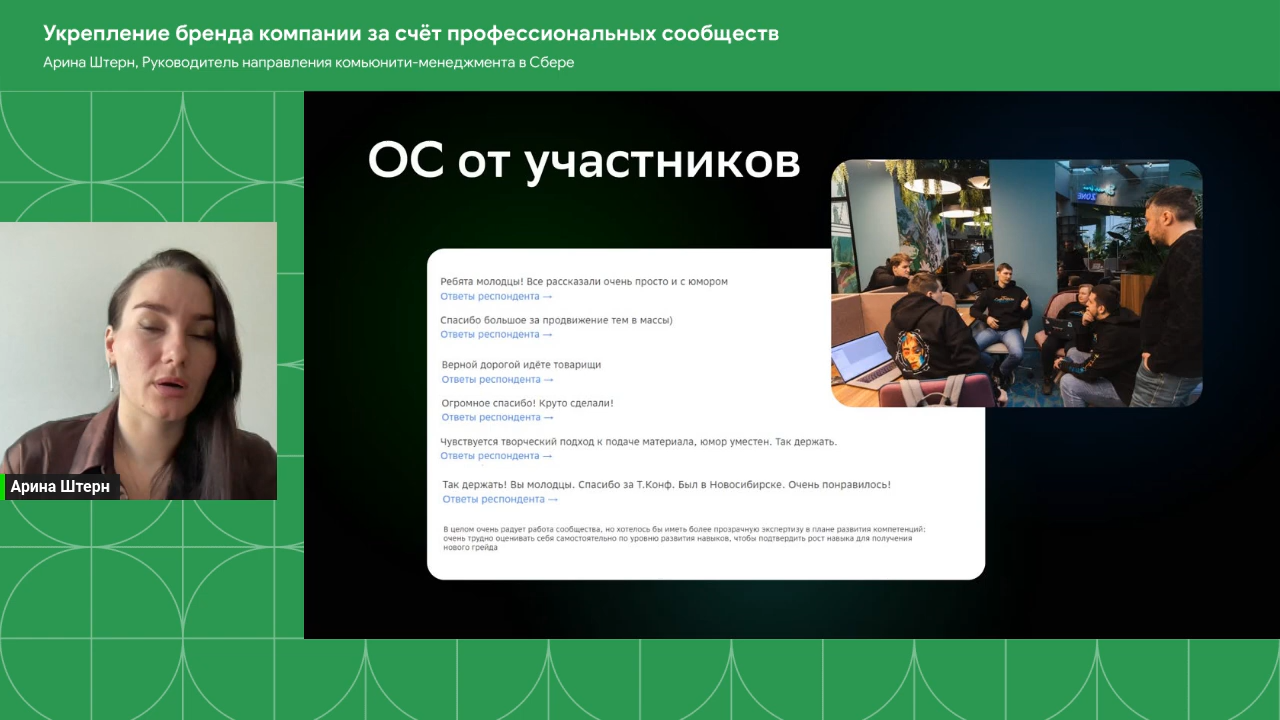 Укрепление бренда компании за счёт профессиональных сообществ
Арина Штерн, Руководитель направления комьюнити-менеджмента в Сбере
ОС от участников
Ребята молодцы! Все рассказали очень просто и с юмором
Ответы респондента →
Спасибо большое за продвижение тем в массы)
Ответы респондента →
Верной дорогой идёте товарищи
Ответы респондента →
Огромное спасибо! Круто сделали!
Ответы респондента →
Чувствуется творческий подход к подаче материала, юмор уместен. Так держать.
Ответы респондента →
Так держать! Вы молодцы. Спасибо за Т.Конф. Был в Новосибирске. Очень понравилось!
Ответы респондента →
В целом очень радует работа сообщества, но хотелось бы иметь более прозрачную экспертизу в плане развития компетенций:
очень трудно оценивать себя самостоятельно по уровню развития навыков, чтобы подтвердить рост навыка для получения
нового грейда
Арина Штерн